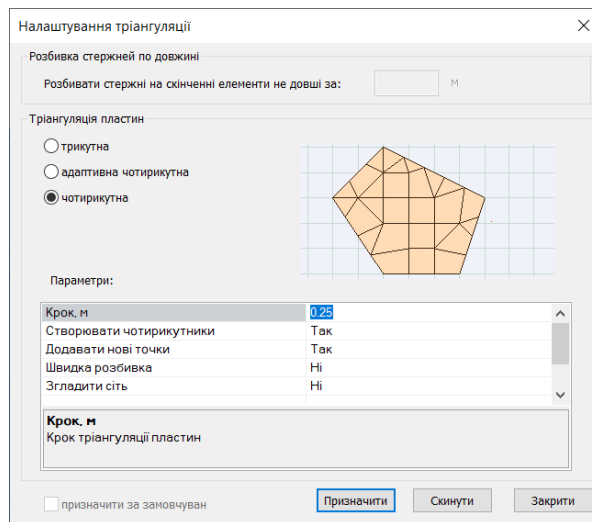 Налаштування тріангуляції
Розбивка стержней по довжині
Розбивати стержні на скінченні елементи не довші за:
м
Тріангуляція пластин
трикутна
адаптивна чотирикутна
чотирикутна
Параметри:
Крок, м 0.25
Створювати чотирикутники Так
Додавати нові точки Так
Швидка розбивка Ні
Згладити сіть Ні
Крок, м
Крок тріангуляції пластин
призначити за замовчуван
Призначити
Скинути
Закрити